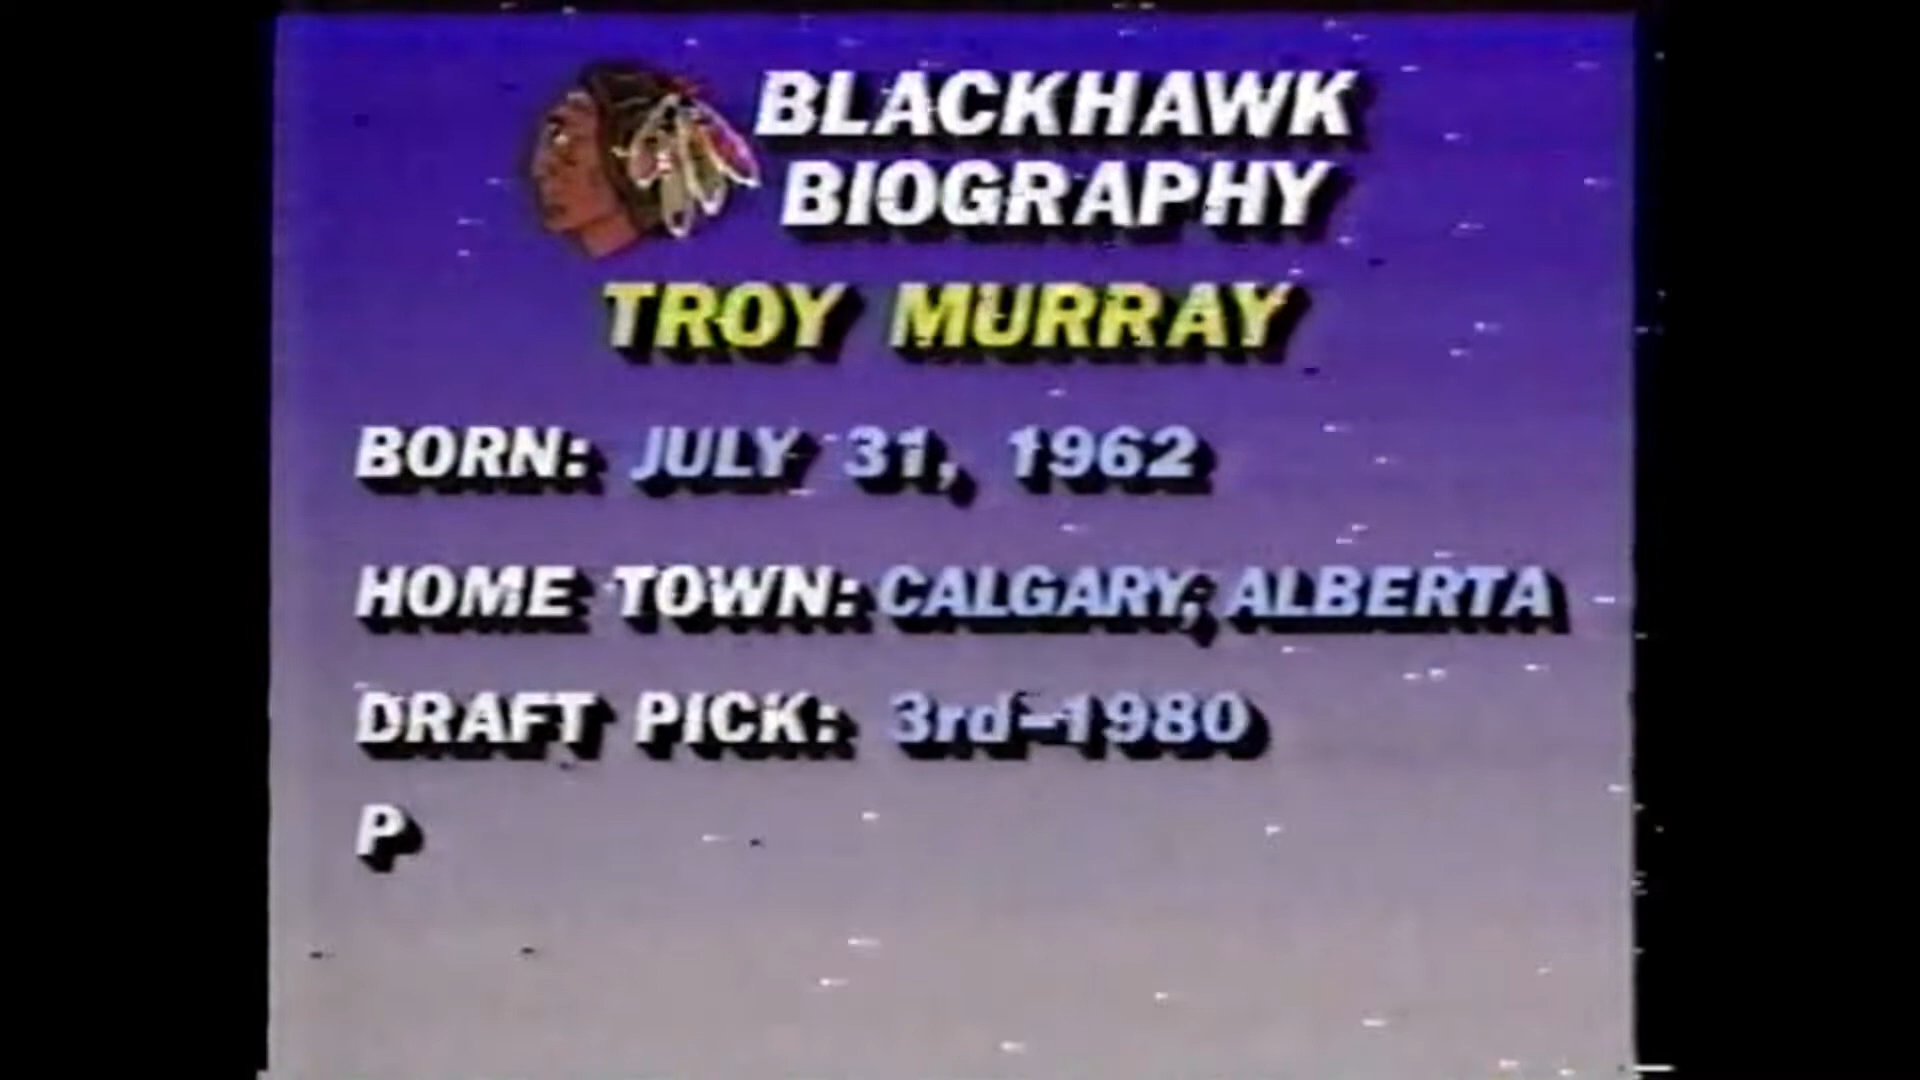 BLACKHAWK
BIOGRAPHY
TROY MURRAY
BORN: JULY 31, 1962
HOME TOWN: CALGARY, ALBERTA
DRAFT PICK: 3rd-1980
P